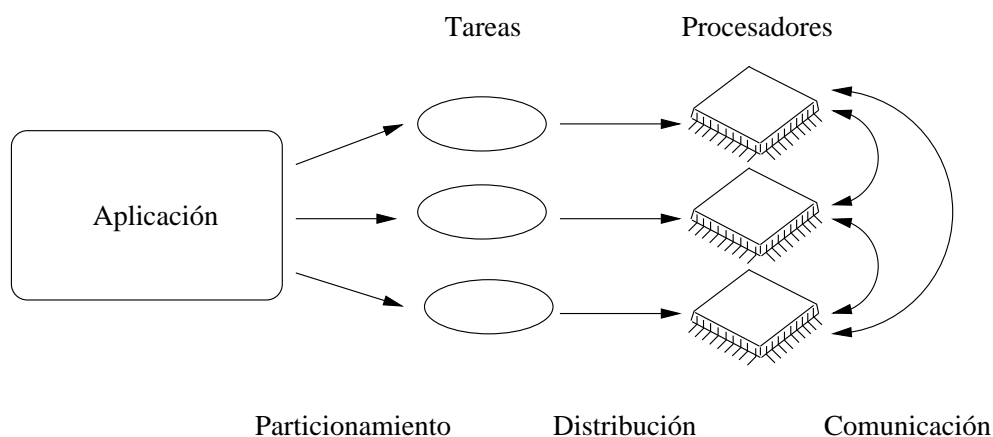 Tareas
Procesadores
Aplicación
Particionamiento
Distribución
Comunicación